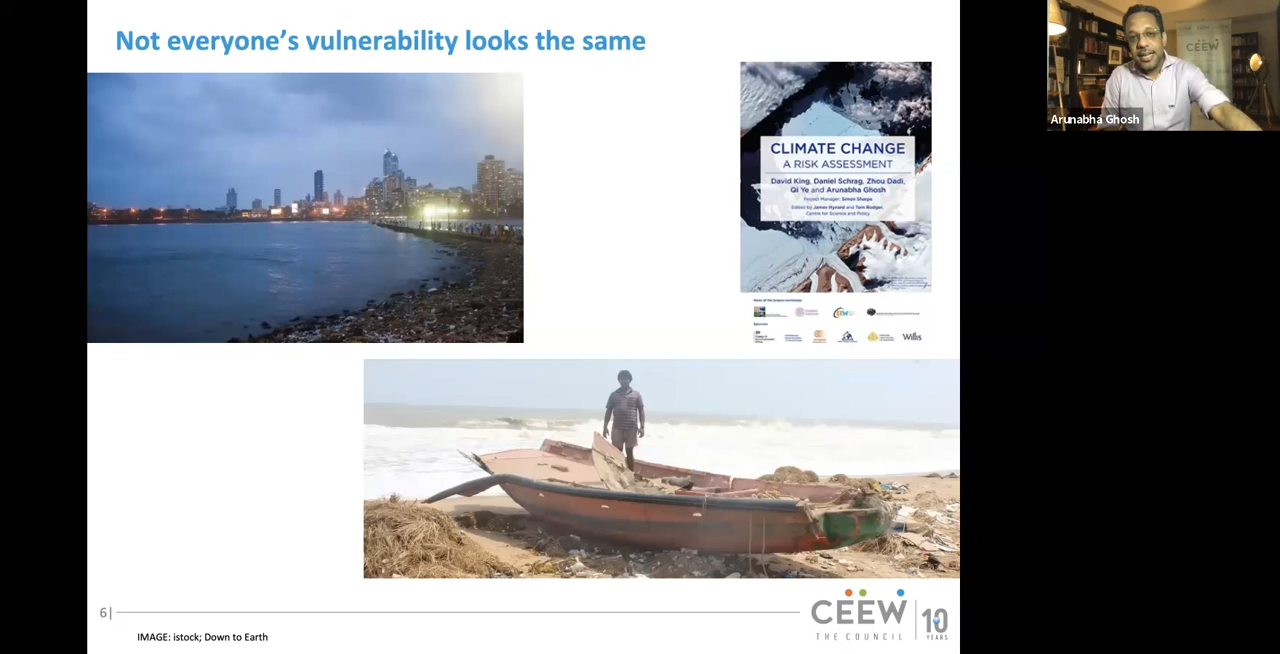 Not everyone's vulnerability looks the same
CLIMATE CHANGE
A RISK ASSESSMENT
David King, Daniel Schrag, Zhou Dadi,
Qi Ye and Arunabha Ghosh
Project Manager: Simon Sharpe
Edited by James Hynard and Tom Rodger,
Centre for Science and Policy
CEEW
Willis
6|
CEEW
THE COUNCIL
10
YEARS
IMAGE: istock; Down to Earth
CEEW
Arunabha Ghosh